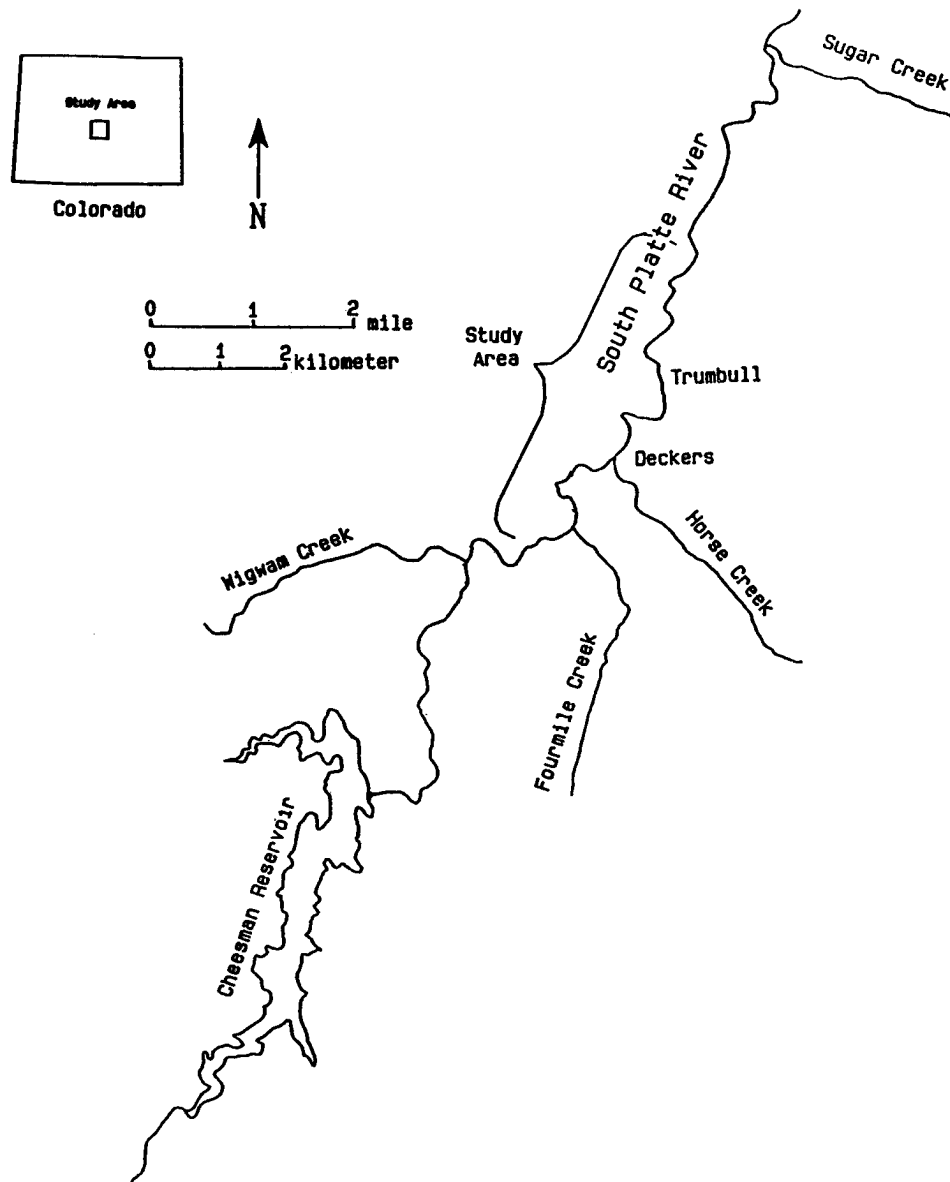 Study Area
Colorado
N
0 1 2 mile
0 1 2 kilometer
Sugar Creek
South Platte River
Study
Area
Trumbull
Deckers
Horse Creek
Wigwam Creek
Fourmile Creek
Cheesman Reservoir